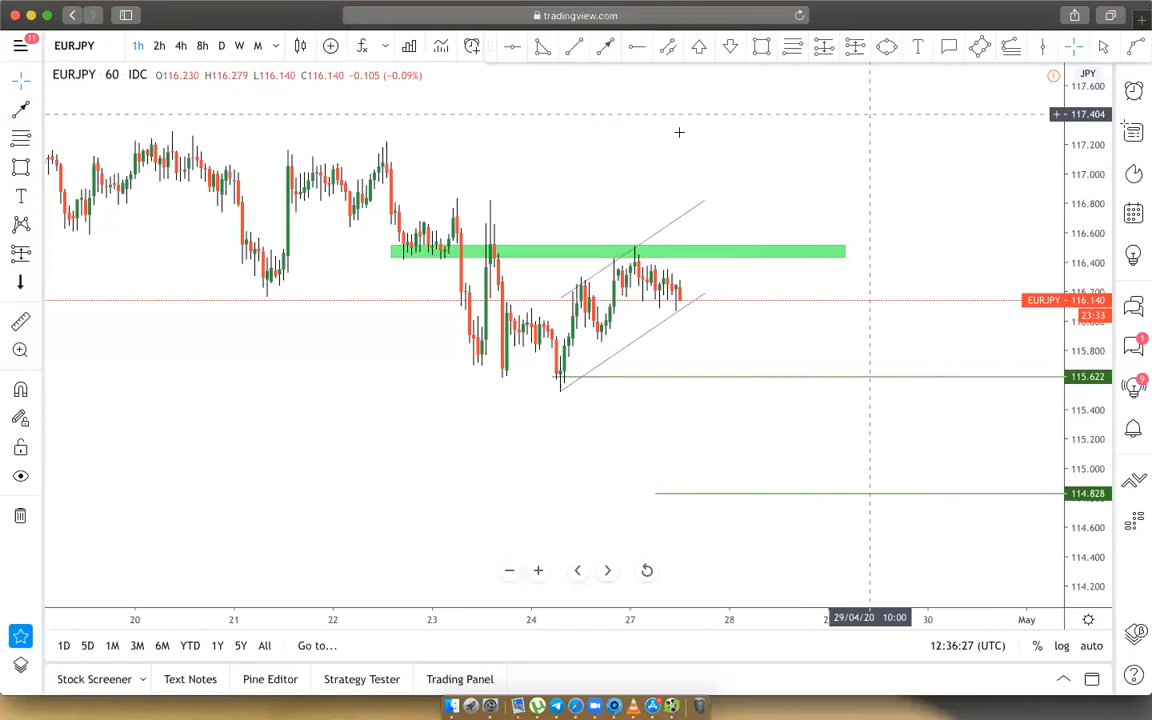 tradingview.com
11
EURJPY
1h 2h 4h 8h D W M
EURJPY 60 IDC O116.230 H116.279 L116.140 C116.140 -0.105 (-0.09%)
JPY
117.600
117.404
117.200
117.000
116.800
116.600
116.400
EURJPY 116.140
23:33
115.800
115.622
115.400
115.200
115.000
114.828
114.600
114.400
114.200
1
9
20 21 22 23 24 27 28 29/04/20 10:00 30 May
1D 5D 1M 3M 6M YTD 1Y 5Y All Go to... 12:36:27 (UTC) % log auto
Stock Screener Text Notes Pine Editor Strategy Tester Trading Panel